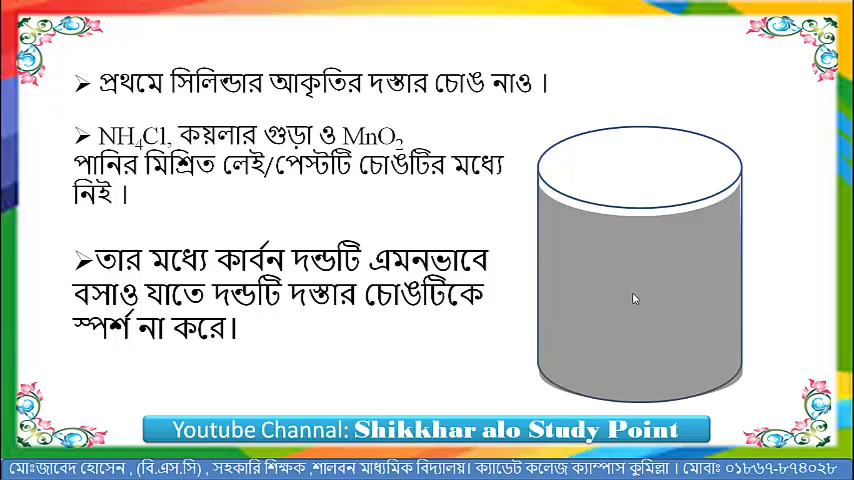 ➢ প্রথমে সিলিন্ডার আকৃতির দস্তার চোঙ নাও ।
➢ NH₄Cl, কয়লার গুড়া ও MnO₂
পানির মিশ্রিত লেই/পেস্টটি চোঙটির মধ্যে
নিই ।
➢তার মধ্যে কার্বন দন্ডটি এমনভাবে
বসাও যাতে দন্ডটি দস্তার চোঙটিকে
স্পর্শ না করে।
Youtube Channal: Shikkhar alo Study Point
মোঃজাবেদ হোসেন , (বি.এস.সি) , সহকারি শিক্ষক ,শালবন মাধ্যমিক বিদ্যালয়। ক্যাডেট কলেজ ক্যাম্পাস কুমিল্লা । মোবাঃ ০১৮৬৭-৮৭৪০২৮